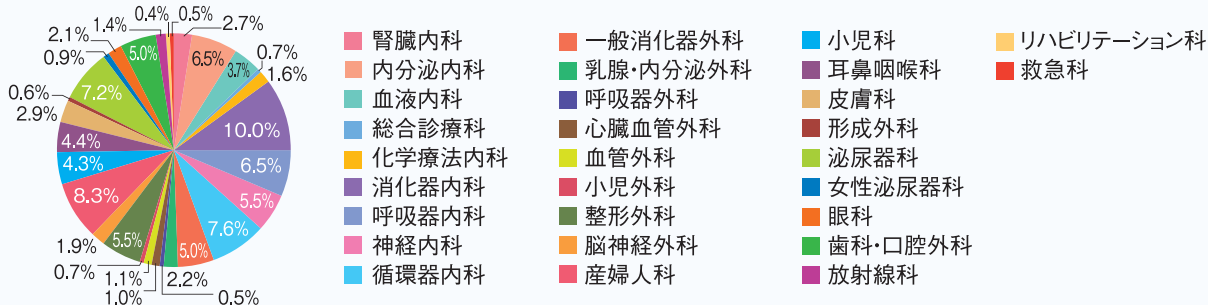 0.4%
0.5%
1.4%
2.7%
2.1%
0.7%
0.9%
5.0%
6.5%
3.7%
1.6%
7.2%
0.6%
10.0%
2.9%
4.4%
6.5%
4.3%
8.3%
5.5%
7.6%
5.5%
5.0%
1.9%
0.7%
1.1%
2.2%
1.0%
0.5%
腎臓内科
内分泌内科
血液内科
総合診療科
化学療法内科
消化器内科
呼吸器内科
神経内科
循環器内科
一般消化器外科
乳腺・内分泌外科
呼吸器外科
心臓血管外科
血管外科
小児外科
整形外科
脳神経外科
産婦人科
小児科
耳鼻咽喉科
皮膚科
形成外科
泌尿器科
女性泌尿器科
眼科
歯科・口腔外科
放射線科
リハビリテーション科
救急科